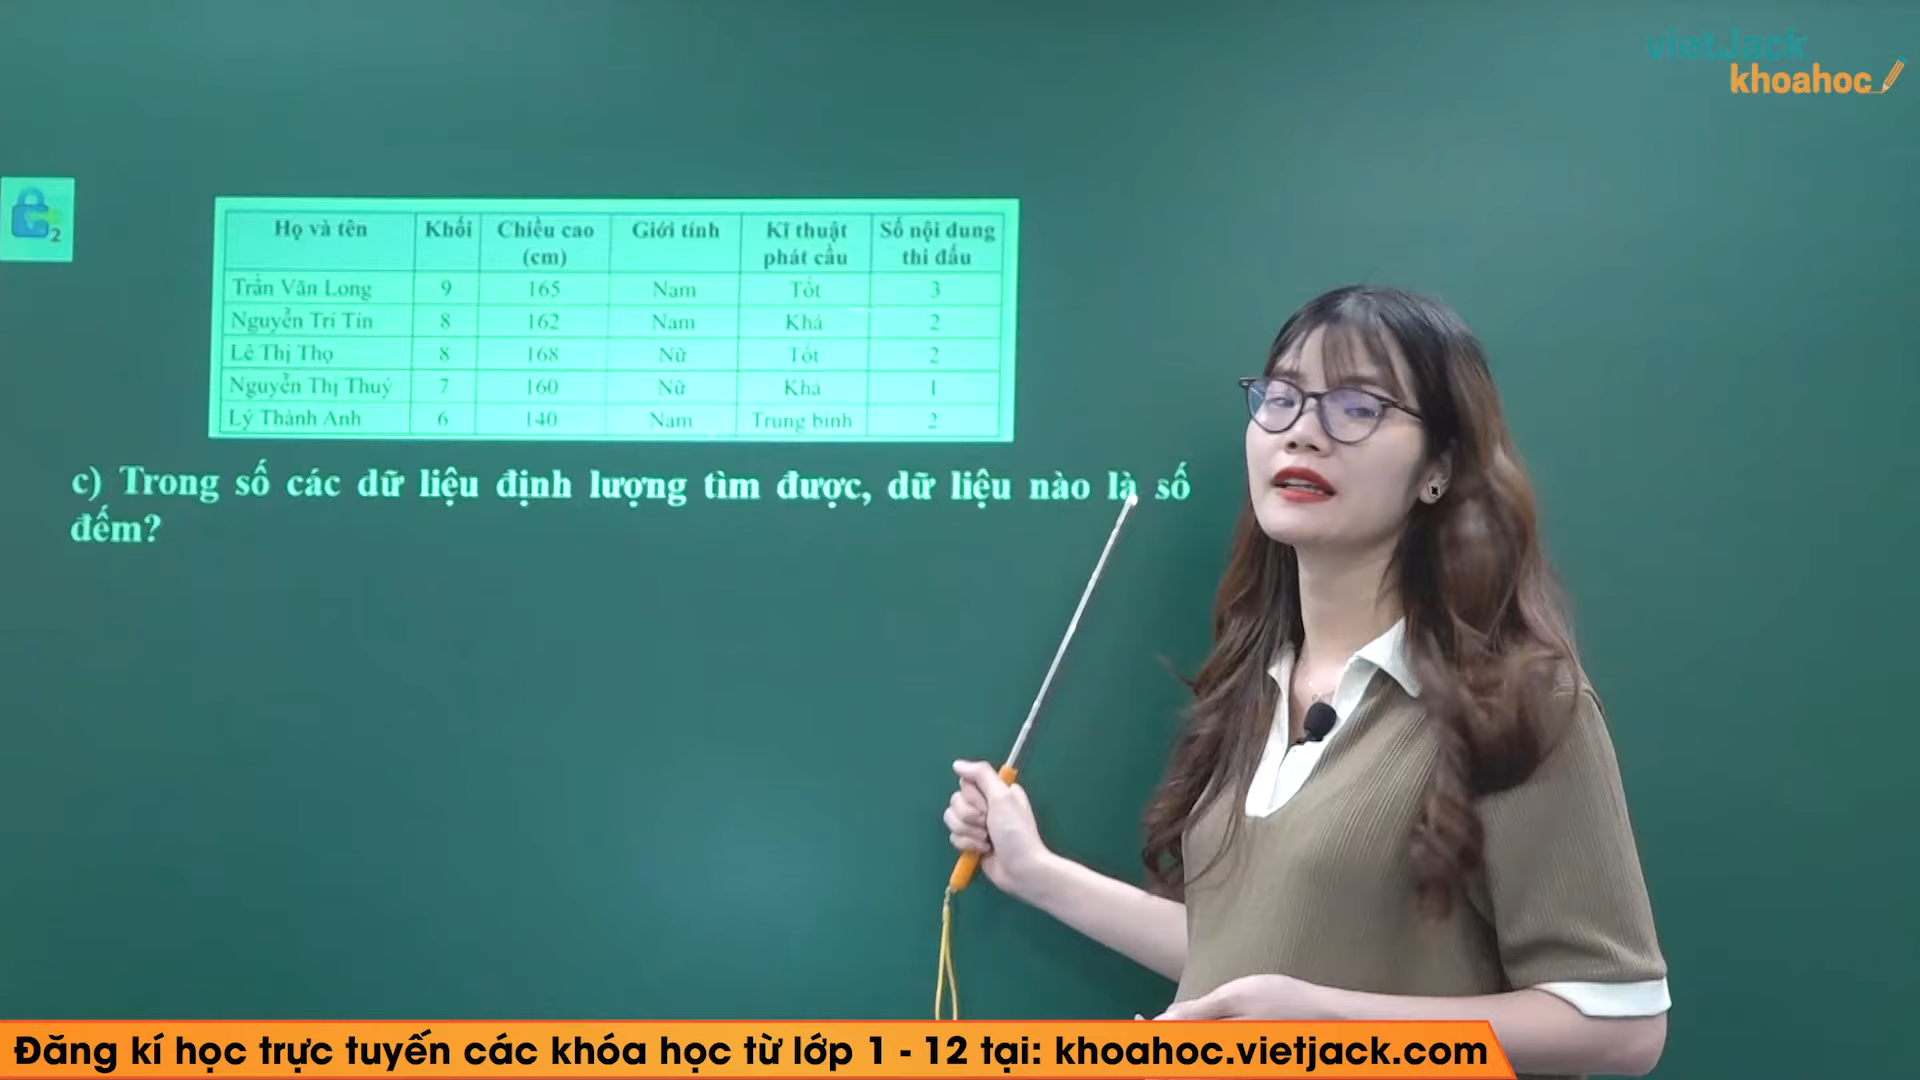 vietJack
khoahoc
2
Họ và tên Khối Chiều cao (cm) Giới tính Kĩ thuật phát cầu Số nội dung thi đấu
Trần Văn Long 9 165 Nam Tốt 3
Nguyễn Trí Tín 8 162 Nam Khá 2
Lê Thị Thọ 8 168 Nữ Tốt 2
Nguyễn Thị Thuý 7 160 Nữ Khá 1
Lý Thành Anh 6 140 Nam Trung bình 2
c) Trong số các dữ liệu định lượng tìm được, dữ liệu nào là số
đếm?
Đăng kí học trực tuyến các khóa học từ lớp 1 - 12 tại: khoahoc.vietjack.com